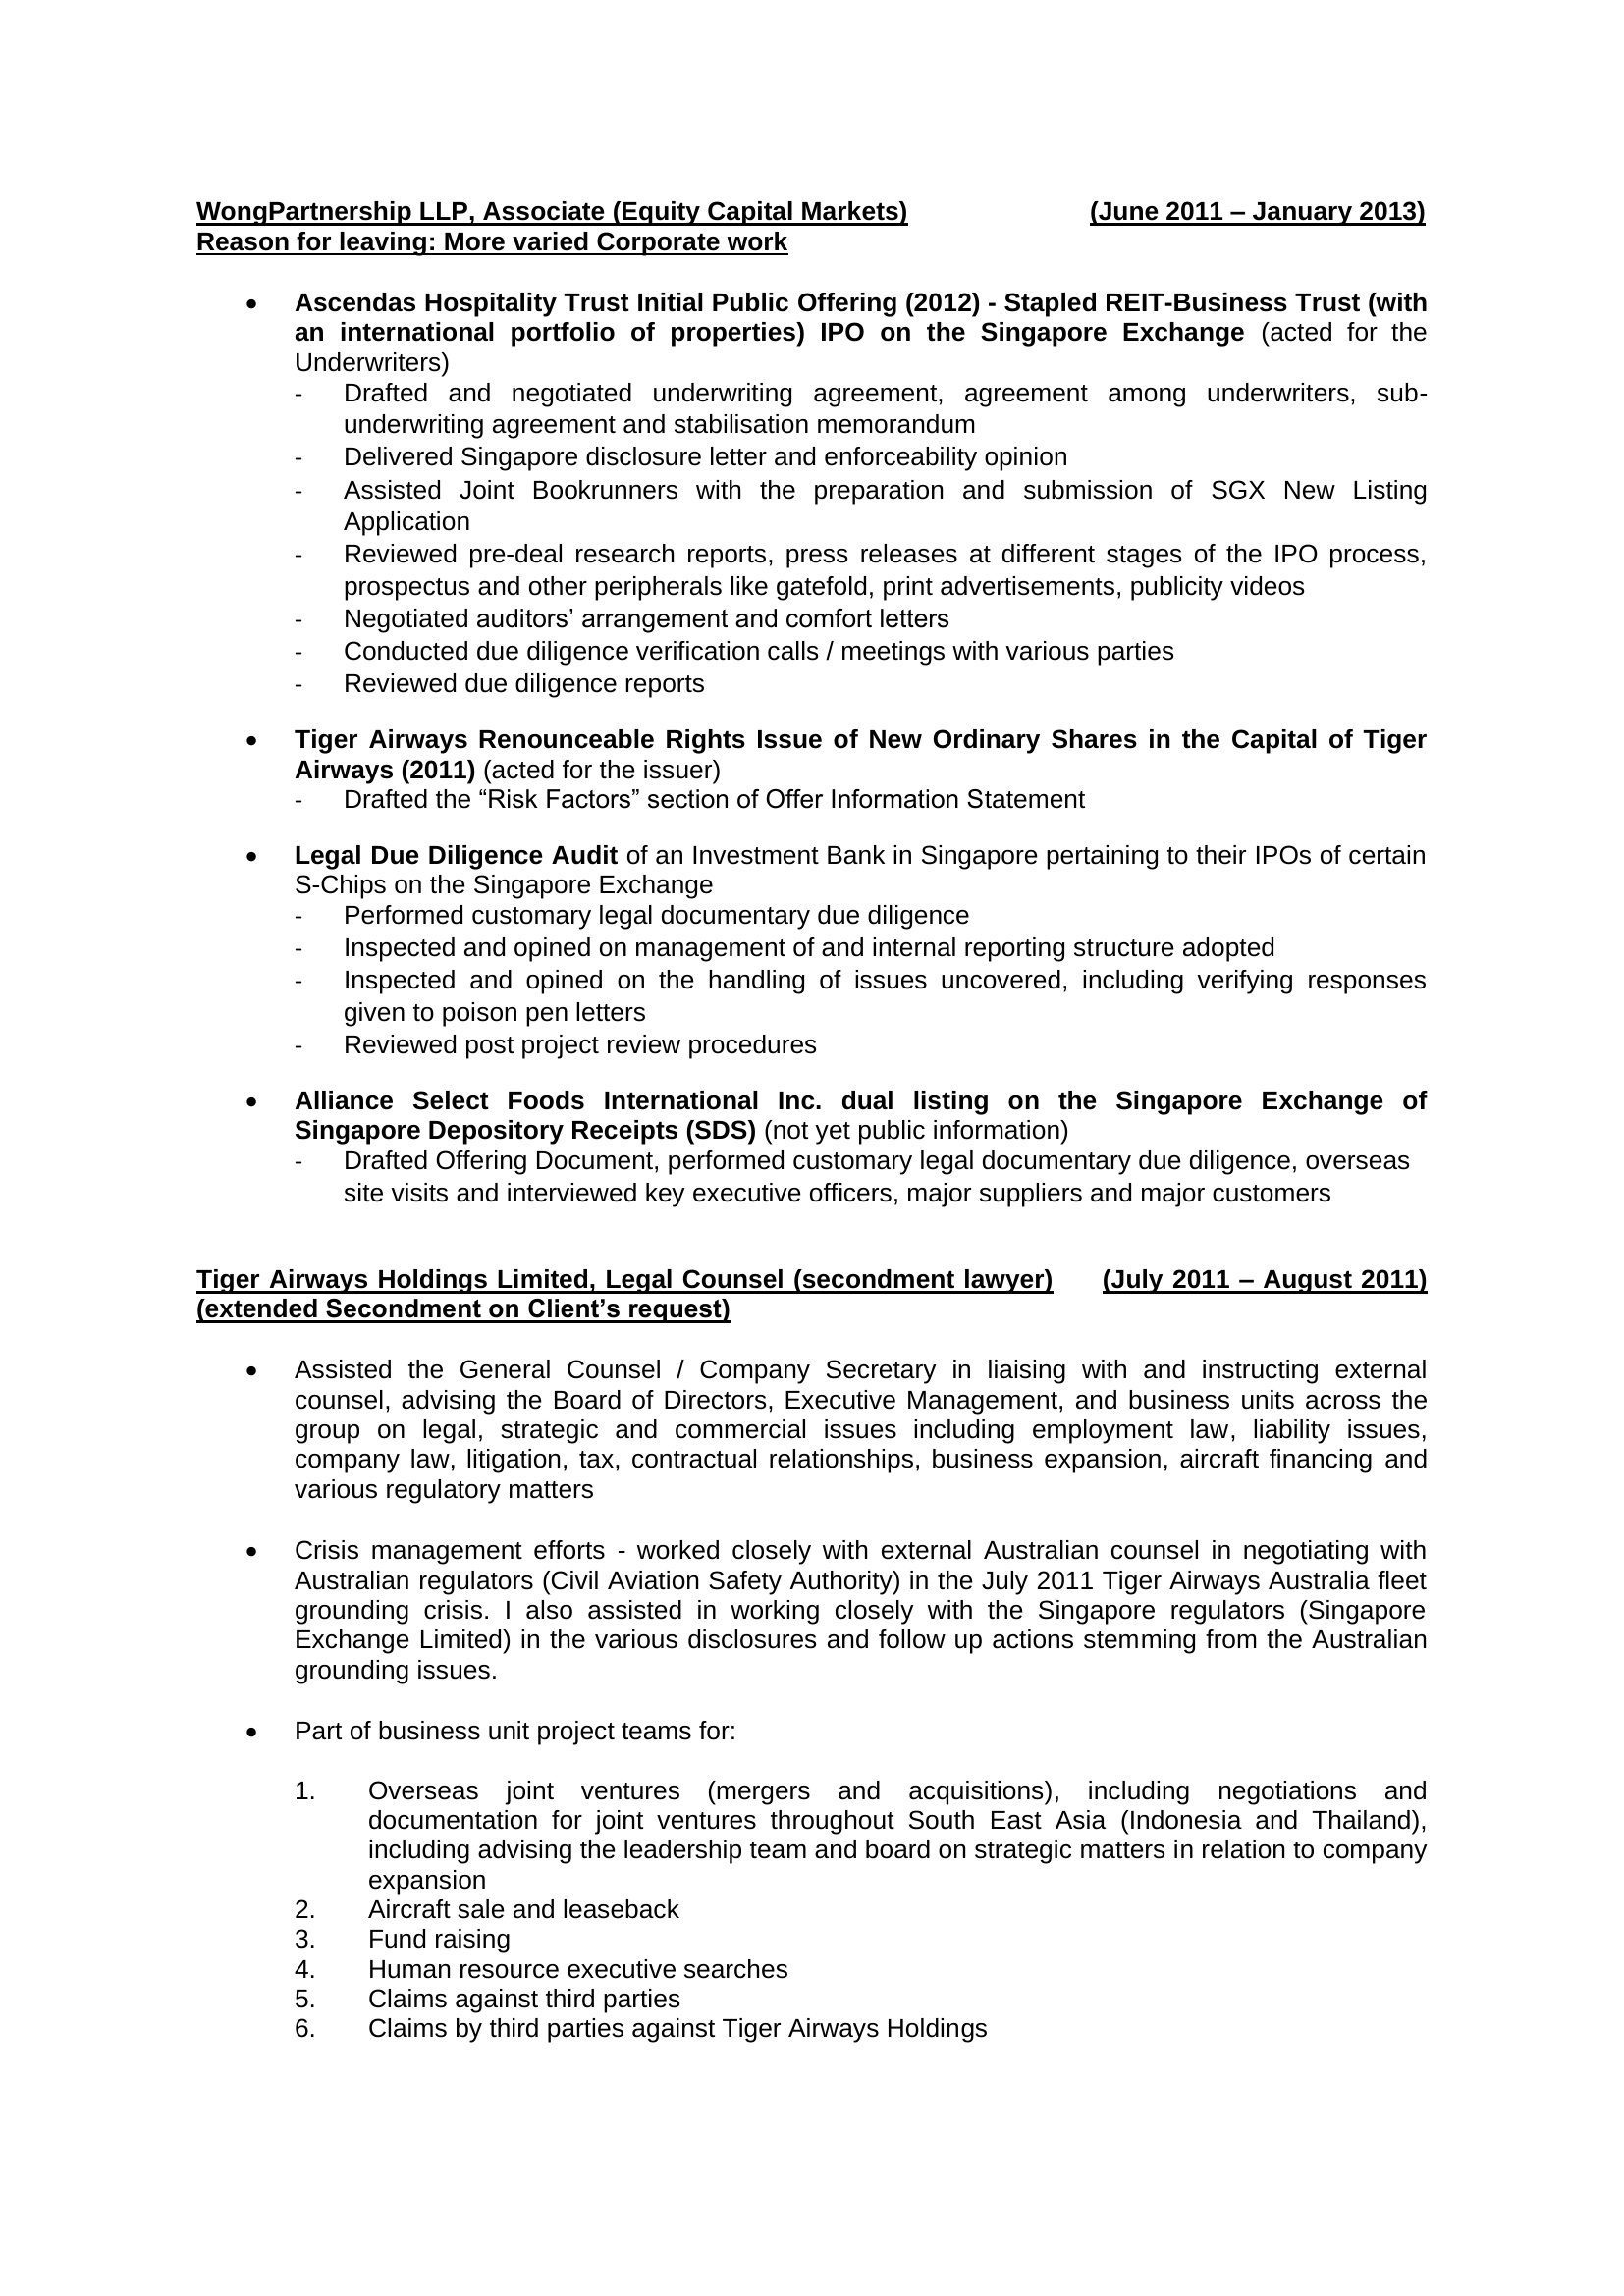 WongPartnership LLP, Associate (Equity Capital Markets) (June 2011 – January 2013)
Reason for leaving: More varied Corporate work
• Ascendas Hospitality Trust Initial Public Offering (2012) - Stapled REIT-Business Trust (with
an international portfolio of properties) IPO on the Singapore Exchange (acted for the
Underwriters)
- Drafted and negotiated underwriting agreement, agreement among underwriters, sub-
underwriting agreement and stabilisation memorandum
- Delivered Singapore disclosure letter and enforceability opinion
- Assisted Joint Bookrunners with the preparation and submission of SGX New Listing
Application
- Reviewed pre-deal research reports, press releases at different stages of the IPO process,
prospectus and other peripherals like gatefold, print advertisements, publicity videos
- Negotiated auditors’ arrangement and comfort letters
- Conducted due diligence verification calls / meetings with various parties
- Reviewed due diligence reports
• Tiger Airways Renounceable Rights Issue of New Ordinary Shares in the Capital of Tiger
Airways (2011) (acted for the issuer)
- Drafted the “Risk Factors” section of Offer Information Statement
• Legal Due Diligence Audit of an Investment Bank in Singapore pertaining to their IPOs of certain
S-Chips on the Singapore Exchange
- Performed customary legal documentary due diligence
- Inspected and opined on management of and internal reporting structure adopted
- Inspected and opined on the handling of issues uncovered, including verifying responses
given to poison pen letters
- Reviewed post project review procedures
• Alliance Select Foods International Inc. dual listing on the Singapore Exchange of
Singapore Depository Receipts (SDS) (not yet public information)
- Drafted Offering Document, performed customary legal documentary due diligence, overseas
site visits and interviewed key executive officers, major suppliers and major customers
Tiger Airways Holdings Limited, Legal Counsel (secondment lawyer) (July 2011 – August 2011)
(extended Secondment on Client’s request)
• Assisted the General Counsel / Company Secretary in liaising with and instructing external
counsel, advising the Board of Directors, Executive Management, and business units across the
group on legal, strategic and commercial issues including employment law, liability issues,
company law, litigation, tax, contractual relationships, business expansion, aircraft financing and
various regulatory matters
• Crisis management efforts - worked closely with external Australian counsel in negotiating with
Australian regulators (Civil Aviation Safety Authority) in the July 2011 Tiger Airways Australia fleet
grounding crisis. I also assisted in working closely with the Singapore regulators (Singapore
Exchange Limited) in the various disclosures and follow up actions stemming from the Australian
grounding issues.
• Part of business unit project teams for:
1. Overseas joint ventures (mergers and acquisitions), including negotiations and
documentation for joint ventures throughout South East Asia (Indonesia and Thailand),
including advising the leadership team and board on strategic matters in relation to company
expansion
2. Aircraft sale and leaseback
3. Fund raising
4. Human resource executive searches
5. Claims against third parties
6. Claims by third parties against Tiger Airways Holdings